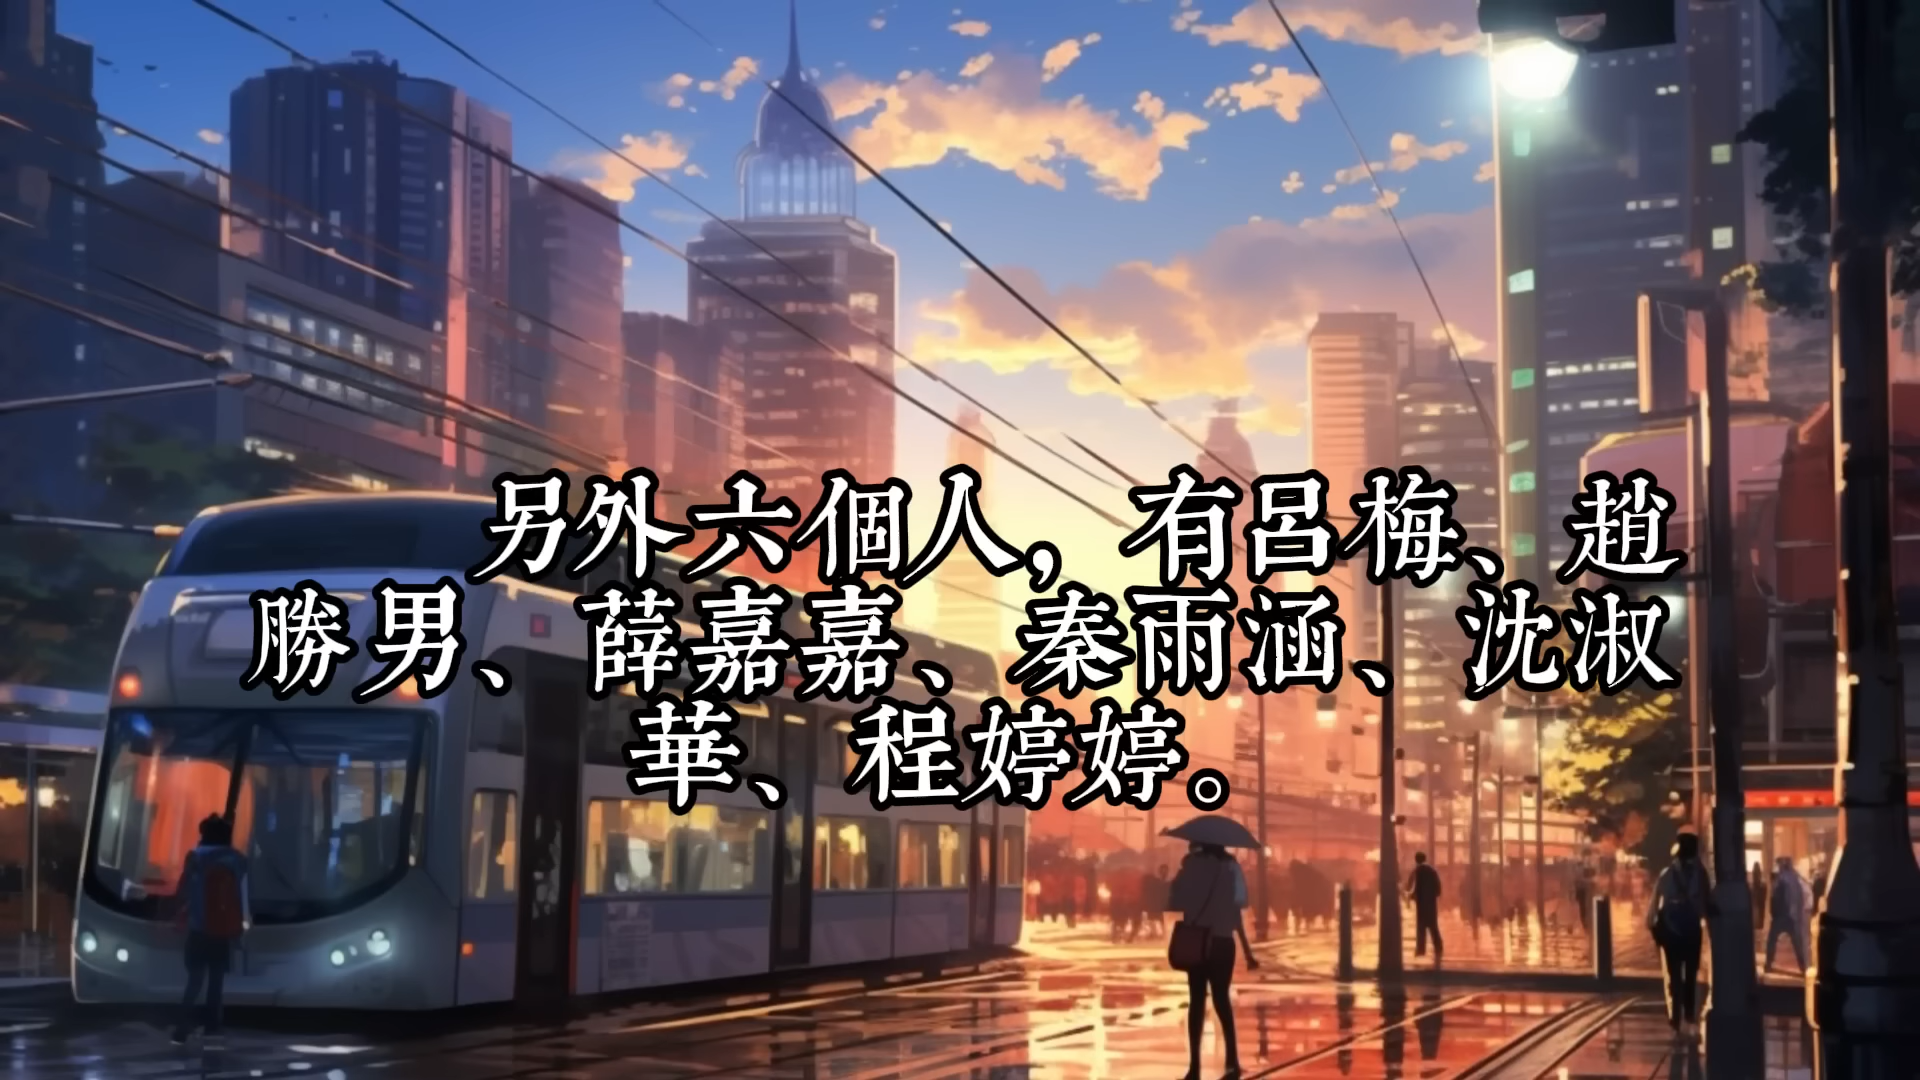 另外六個人，有呂梅、趙
勝男、薛嘉嘉、秦雨涵、沈淑
華、程婷婷。